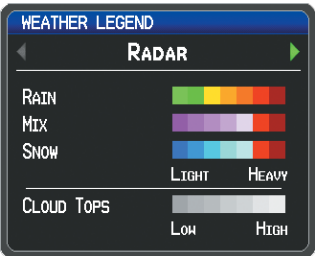 WEATHER LEGEND
RADAR
RAIN
MIX
SNOW
LIGHT HEAVY
CLOUD TOPS
LOW HIGH